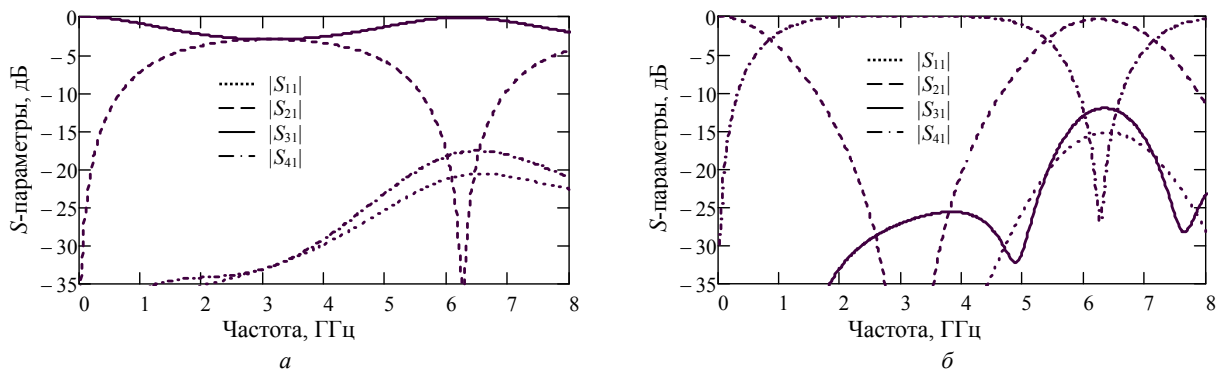 S-параметры, дБ
0
– 5
– 10
– 15
– 20
– 25
– 30
– 35
|S11|
|S21|
|S31|
|S41|
0 1 2 3 4 5 6 7 8
Частота, ГГц
а
S-параметры, дБ
0
– 5
– 10
– 15
– 20
– 25
– 30
– 35
|S11|
|S21|
|S31|
|S41|
0 1 2 3 4 5 6 7 8
Частота, ГГц
б